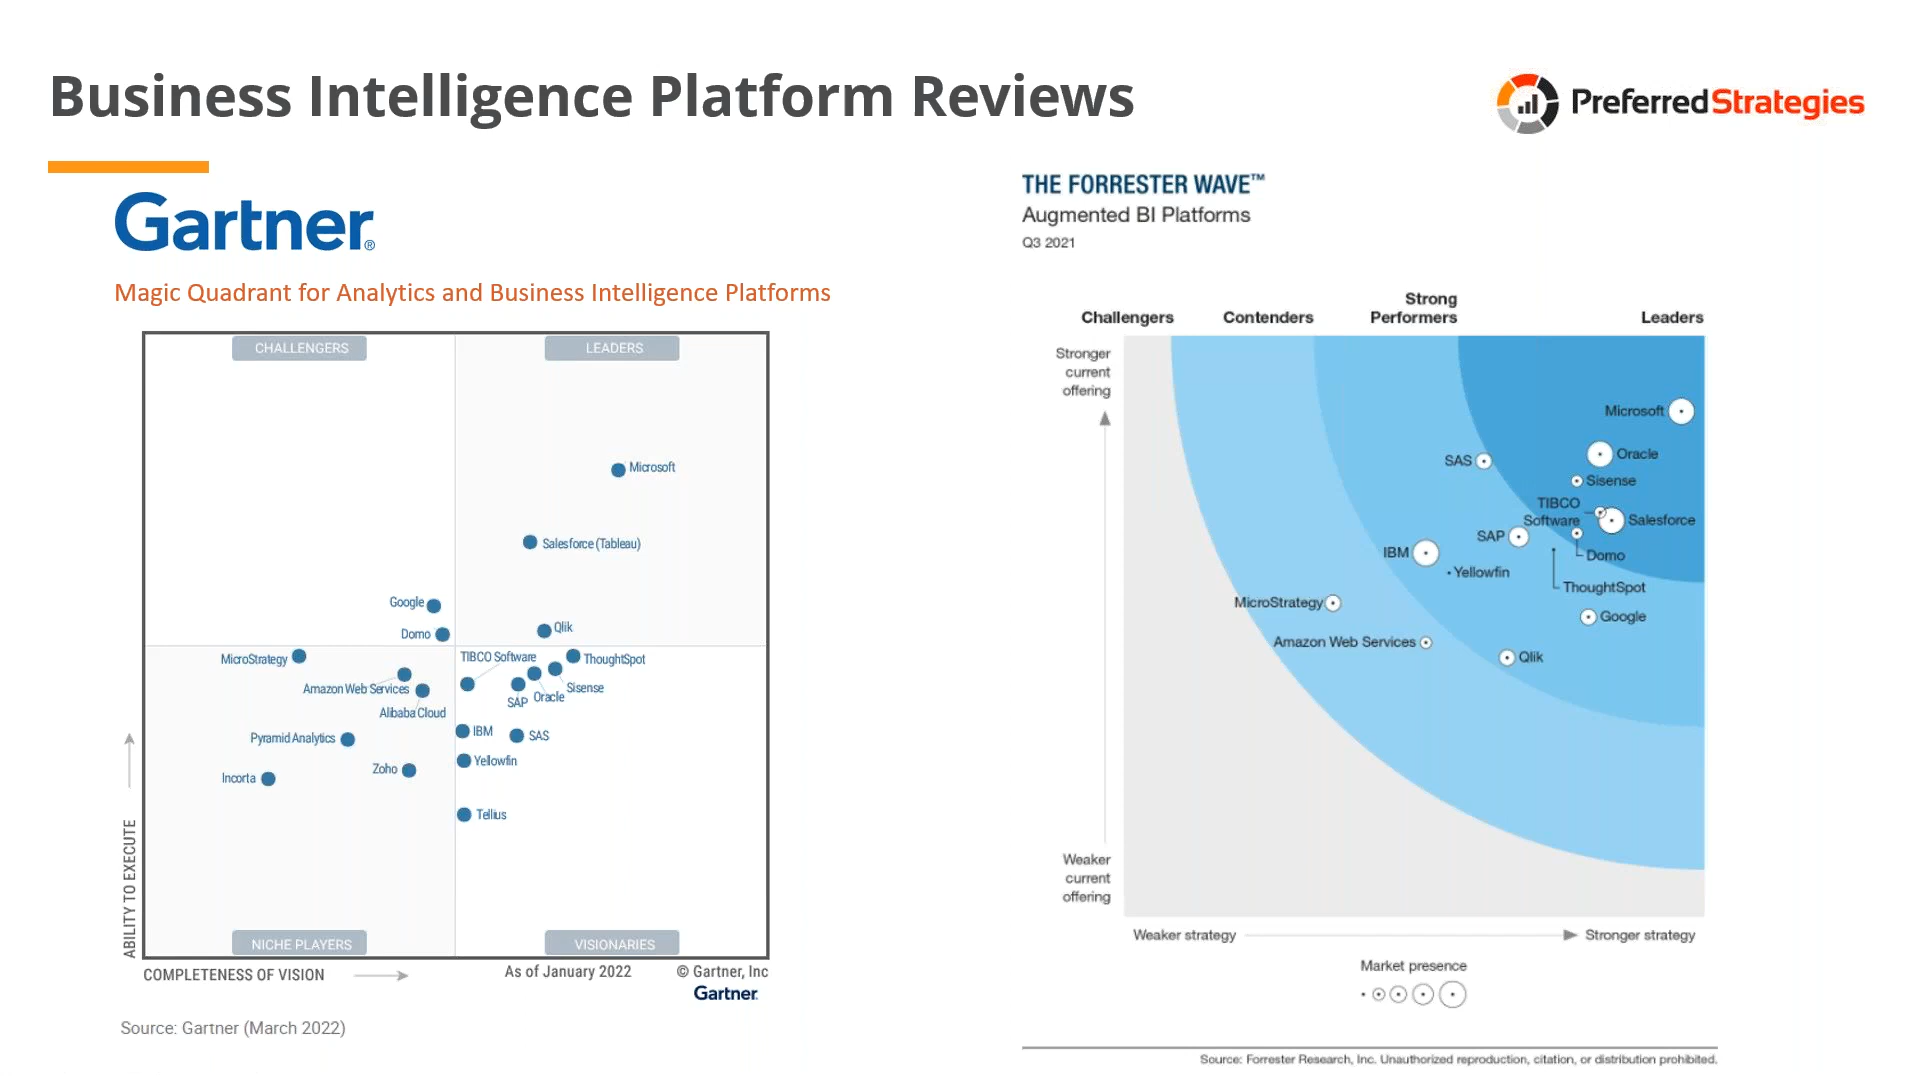 Business Intelligence Platform Reviews
PreferredStrategies
Gartner®
Magic Quadrant for Analytics and Business Intelligence Platforms
CHALLENGERS
LEADERS
Microsoft
Salesforce (Tableau)
Google
Domo
Qlik
MicroStrategy
TIBCO Software
ThoughtSpot
Amazon Web Services
Sisense
SAP
Oracle
Alibaba Cloud
IBM
SAS
Pyramid Analytics
Yellowfin
Zoho
Incorta
Tellius
ABILITY TO EXECUTE
NICHE PLAYERS
VISIONARIES
COMPLETENESS OF VISION
As of January 2022
© Gartner, Inc
Gartner
Source: Gartner (March 2022)
THE FORRESTER WAVE™
Augmented BI Platforms
Q3 2021
Challengers
Contenders
Strong
Performers
Leaders
Stronger
current
offering
Microsoft
Oracle
SAS
Sisense
TIBCO
Software
Salesforce
SAP
IBM
Domo
Yellowfin
ThoughtSpot
MicroStrategy
Google
Amazon Web Services
Qlik
Weaker
current
offering
Weaker strategy
Stronger strategy
Market presence
Source: Forrester Research, Inc. Unauthorized reproduction, citation, or distribution prohibited.